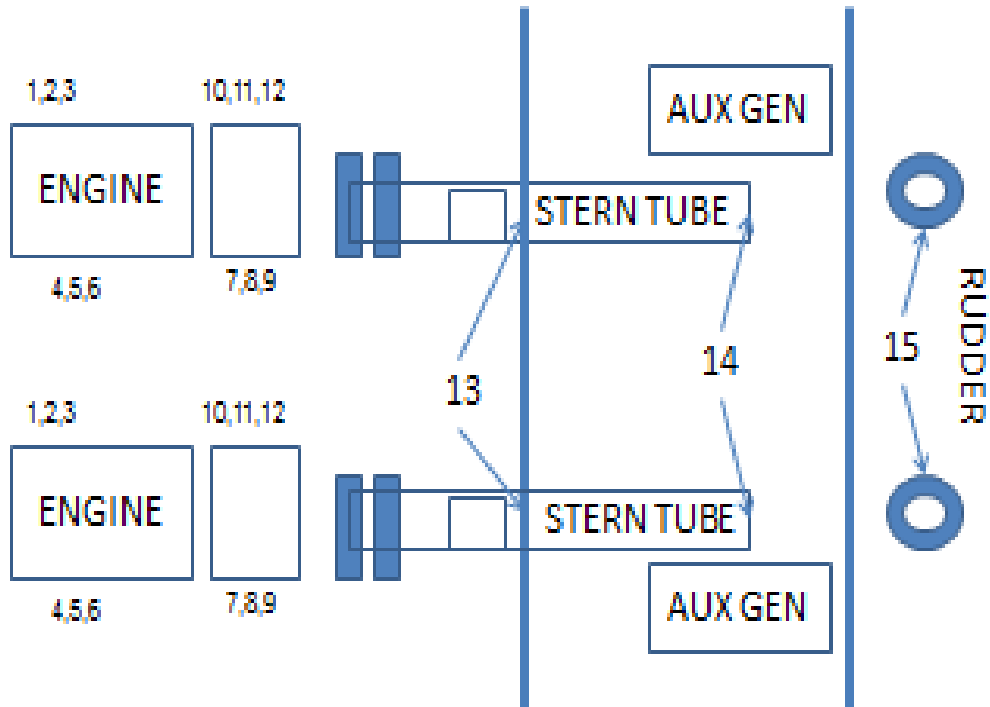 1,2,3
10,11,12
AUX GEN
ENGINE
STERN TUBE
4,5,6
7,8,9
RUDDER
13
14
15
1,2,3
10,11,12
ENGINE
STERN TUBE
4,5,6
7,8,9
AUX GEN